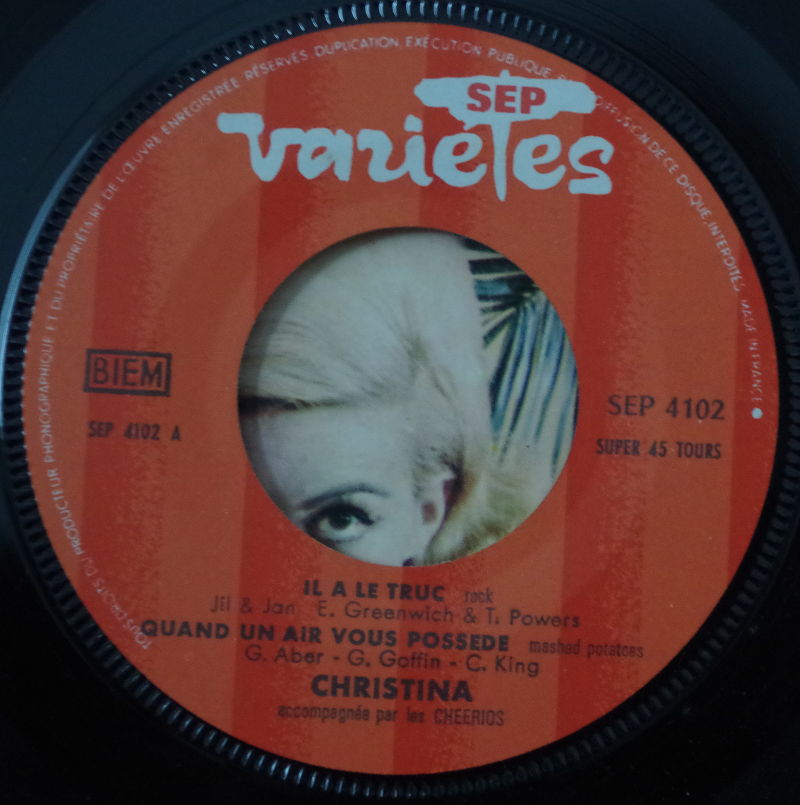 TOUS DROITS DU PRODUCTEUR PHONOGRAPHIQUE ET DU PROPRIÉTAIRE DE L'ŒUVRE ENREGISTRÉE RÉSERVÉS. DUPLICATION, EXÉCUTION PUBLIQUE, RADIODIFFUSION DE CE DISQUE INTERDITES. MADE IN FRANCE
SEP
variétes
BIEM
SEP 4102 A
SEP 4102
SUPER 45 TOURS
IL A LE TRUC rock
Jil & Jan E. Greenwich & T. Powers
QUAND UN AIR VOUS POSSEDE mashed potatoes
G. Aber - G. Goffin - C. King
CHRISTINA
accompagnée par les CHEERIOS